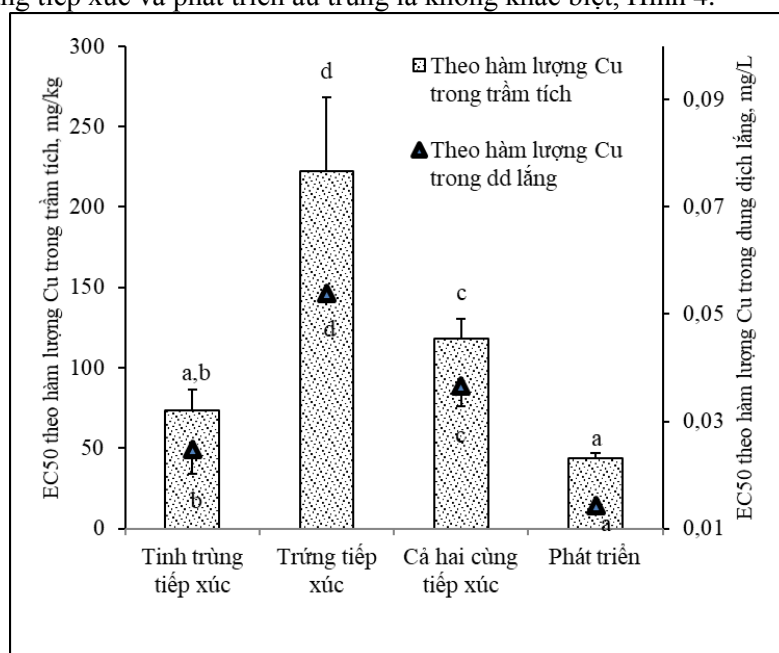 ng tiếp xúc và phát triển ấu trùng là không khác biệt, Hình 4.
EC50 theo hàm lượng Cu trong trầm tích, mg/kg
300
250
200
150
100
50
0
a,b
b
d
d
c
c
a
a
Theo hàm lượng Cu
trong trầm tích
Theo hàm lượng Cu
trong dd lắng
0,09
0,07
0,05
0,03
0,01
EC50 theo hàm lượng Cu trong dung dịch lắng, mg/L
Tinh trùng
tiếp xúc
Trứng tiếp
xúc
Cả hai cùng
tiếp xúc
Phát triển